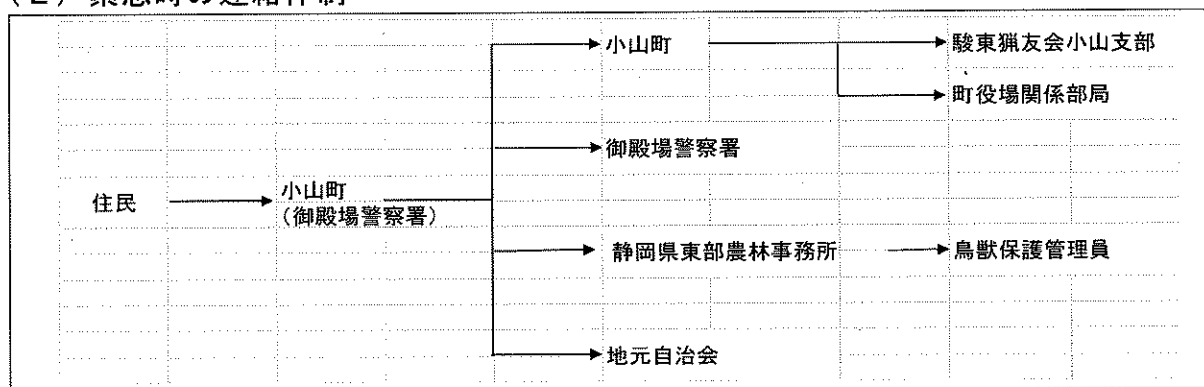 (2) 緊急時の連絡体制
小山町
駿東猟友会小山支部
町役場関係部局
御殿場警察署
住民
小山町
(御殿場警察署)
静岡県東部農林事務所
鳥獣保護管理員
地元自治会